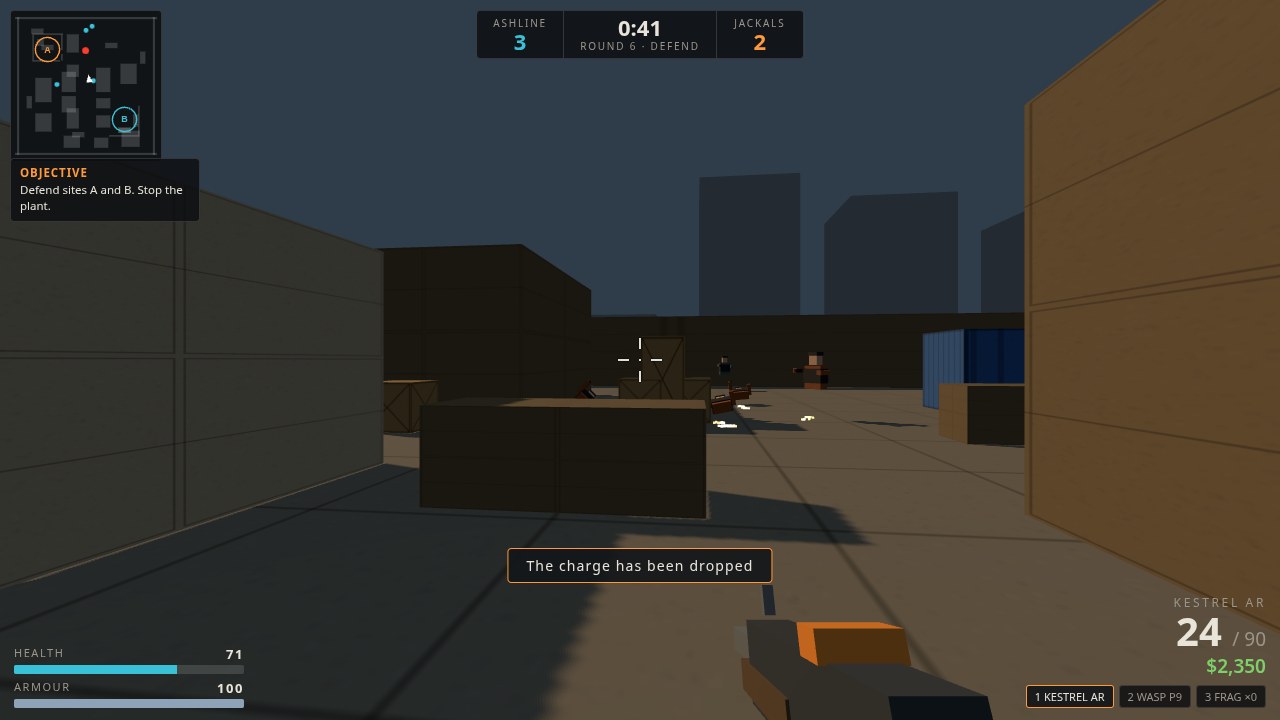 A
B
OBJECTIVE
Defend sites A and B. Stop the
plant.
ASHLINE
3
0:41
ROUND 6 · DEFEND
JACKALS
2
The charge has been dropped
HEALTH 71
ARMOUR 100
KESTREL AR
24 / 90
$2,350
1 KESTREL AR 2 WASP P9 3 FRAG ×0